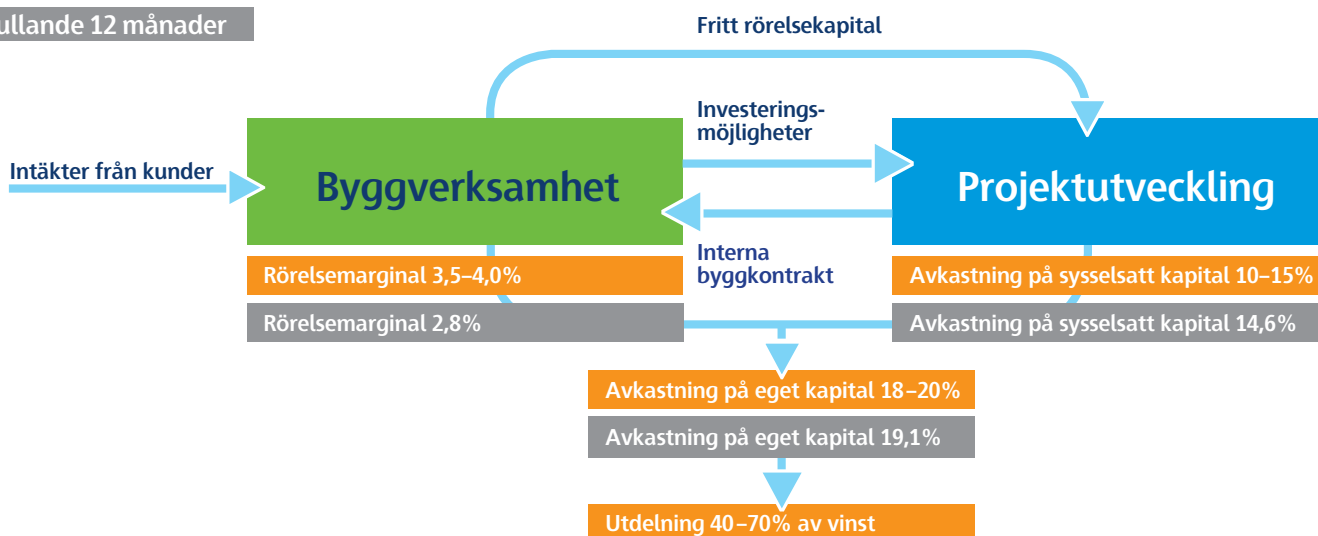 ullande 12 månader
Fritt rörelsekapital
Investerings-
möjligheter
Intäkter från kunder
Byggverksamhet
Projektutveckling
Interna
byggkontrakt
Rörelsemarginal 3,5–4,0%
Avkastning på sysselsatt kapital 10–15%
Rörelsemarginal 2,8%
Avkastning på sysselsatt kapital 14,6%
Avkastning på eget kapital 18–20%
Avkastning på eget kapital 19,1%
Utdelning 40–70% av vinst